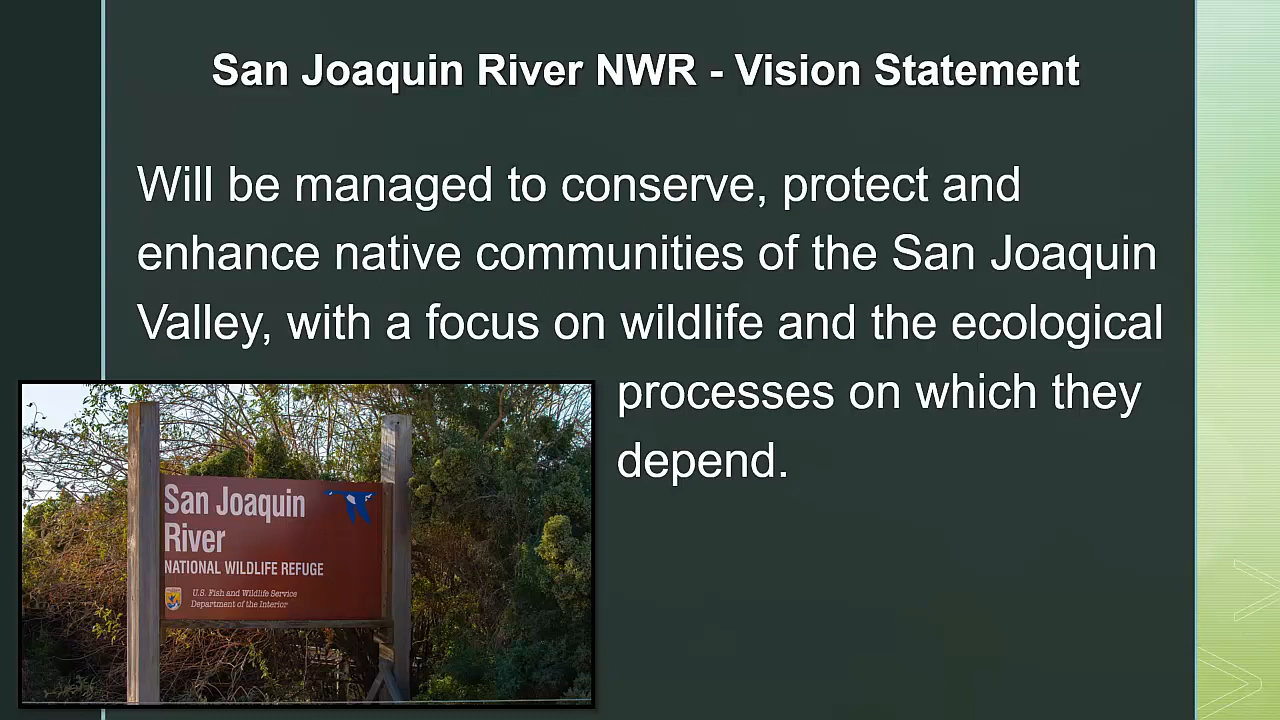 San Joaquin River NWR - Vision Statement
Will be managed to conserve, protect and
enhance native communities of the San Joaquin
Valley, with a focus on wildlife and the ecological
processes on which they
depend.
San Joaquin
River
NATIONAL WILDLIFE REFUGE
U.S. Fish and Wildlife Service
Department of the Interior